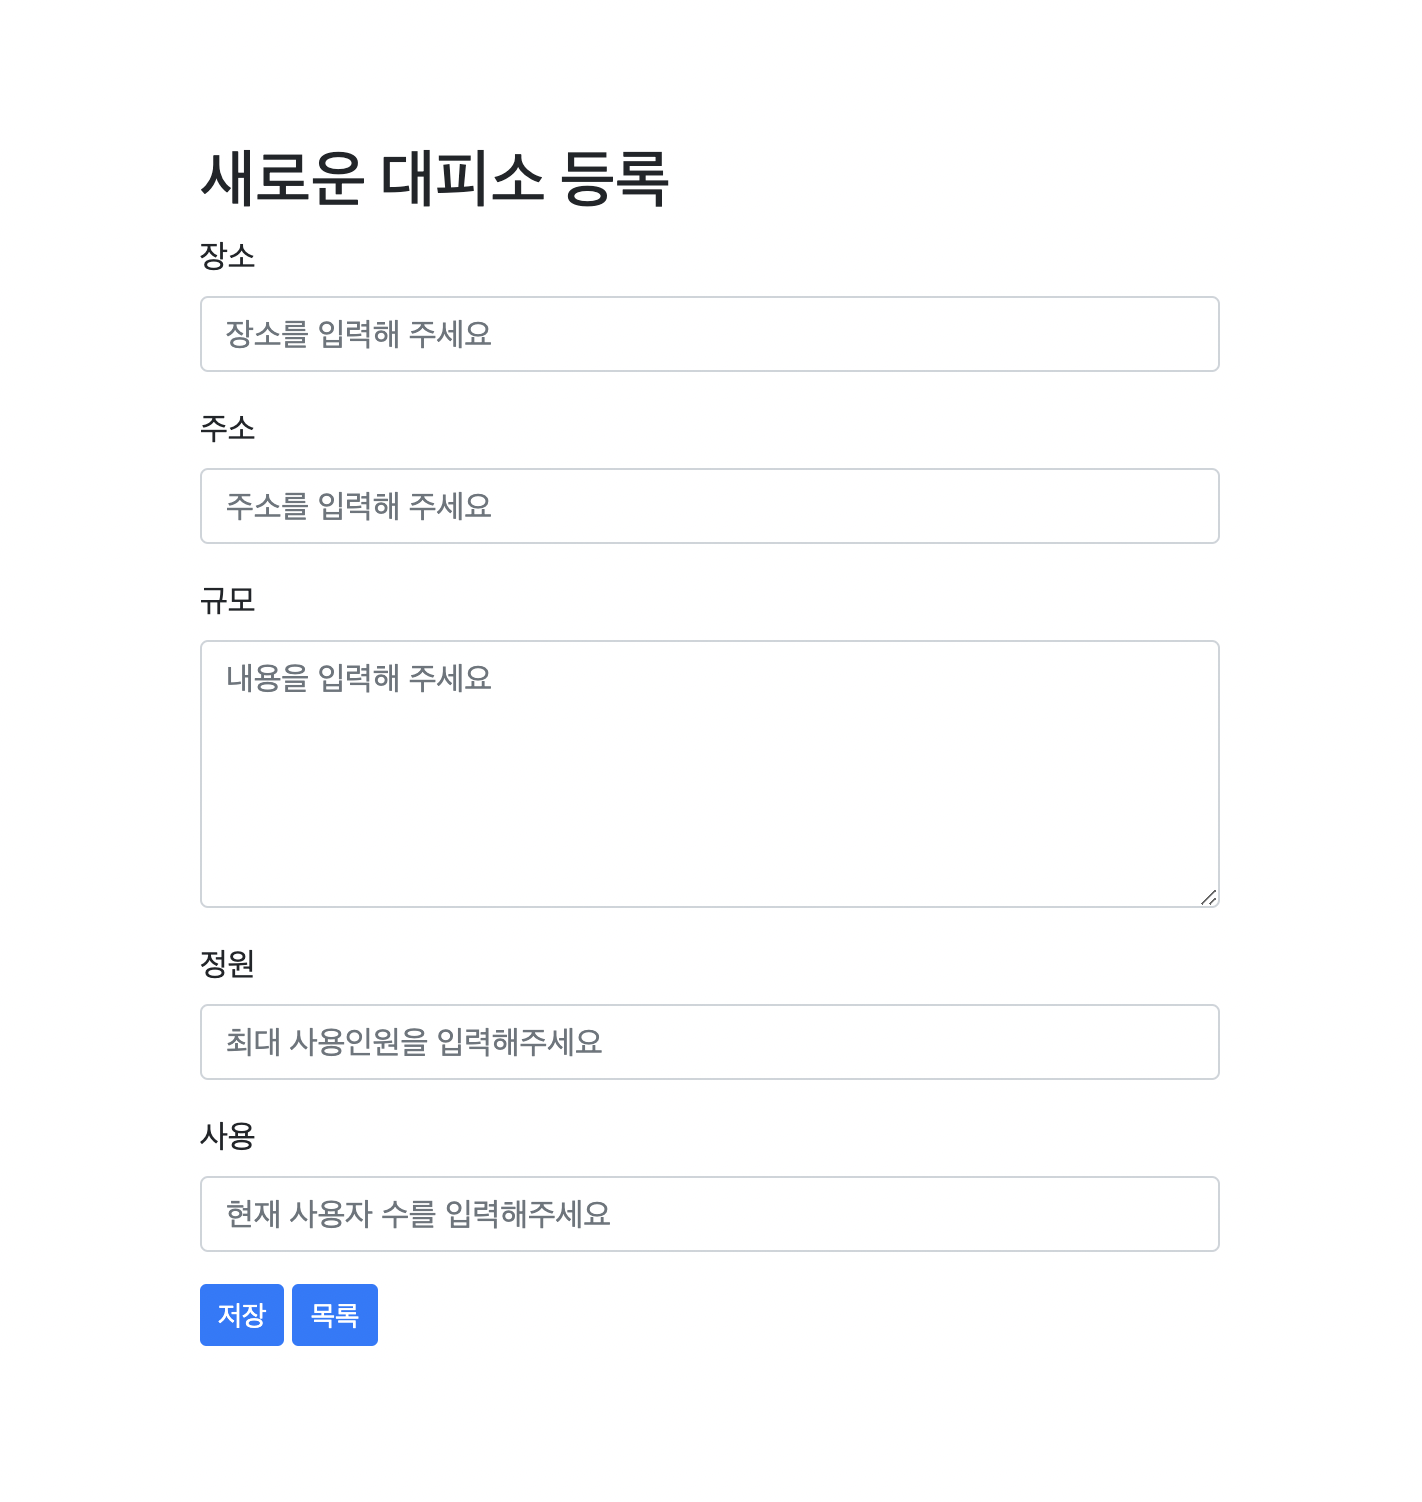 새로운 대피소 등록
장소
장소를 입력해 주세요
주소
주소를 입력해 주세요
규모
내용을 입력해 주세요
정원
최대 사용인원을 입력해주세요
사용
현재 사용자 수를 입력해주세요
저장 목록